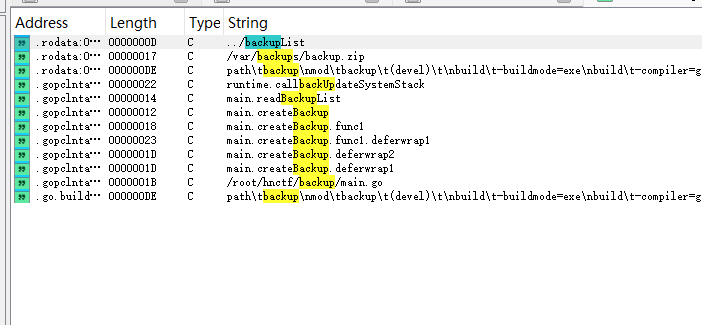 Address Length Type String
.rodata:0… 0000000D C ../backupList
.rodata:0… 00000017 C /var/backups/backup.zip
.rodata:0… 000000DE C path\tbackup\nmod\tbackup\t(devel)\t\nbuild\t-buildmode=exe\nbuild\t-compiler=g
.gopclnta… 00000022 C runtime.callbackUpdateSystemStack
.gopclnta… 00000014 C main.readBackupList
.gopclnta… 00000012 C main.createBackup
.gopclnta… 00000018 C main.createBackup.func1
.gopclnta… 00000023 C main.createBackup.func1.deferwrap1
.gopclnta… 0000001D C main.createBackup.deferwrap2
.gopclnta… 0000001D C main.createBackup.deferwrap1
.gopclnta… 0000001B C /root/hnctf/backup/main.go
.go.build… 000000DE C path\tbackup\nmod\tbackup\t(devel)\t\nbuild\t-buildmode=exe\nbuild\t-compiler=g